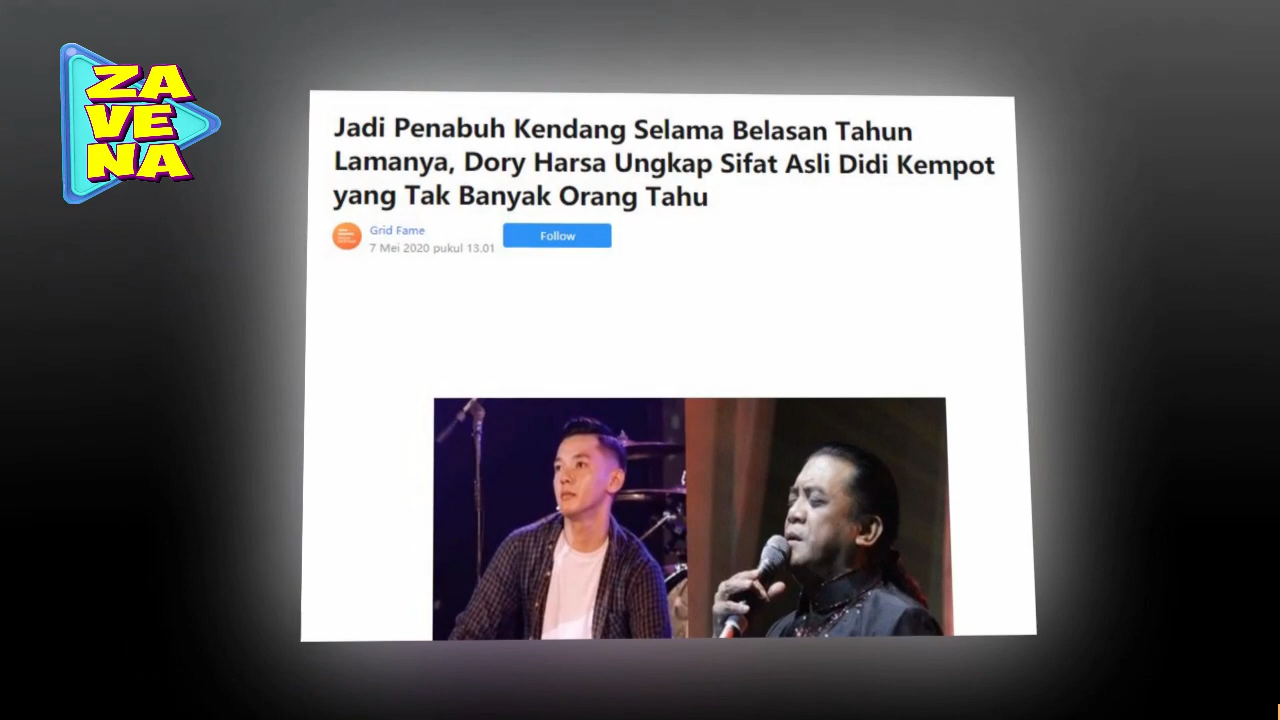 ZA
VE
NA
Jadi Penabuh Kendang Selama Belasan Tahun
Lamanya, Dory Harsa Ungkap Sifat Asli Didi Kempot
yang Tak Banyak Orang Tahu
Grid Fame
7 Mei 2020 pukul 13.01
Follow